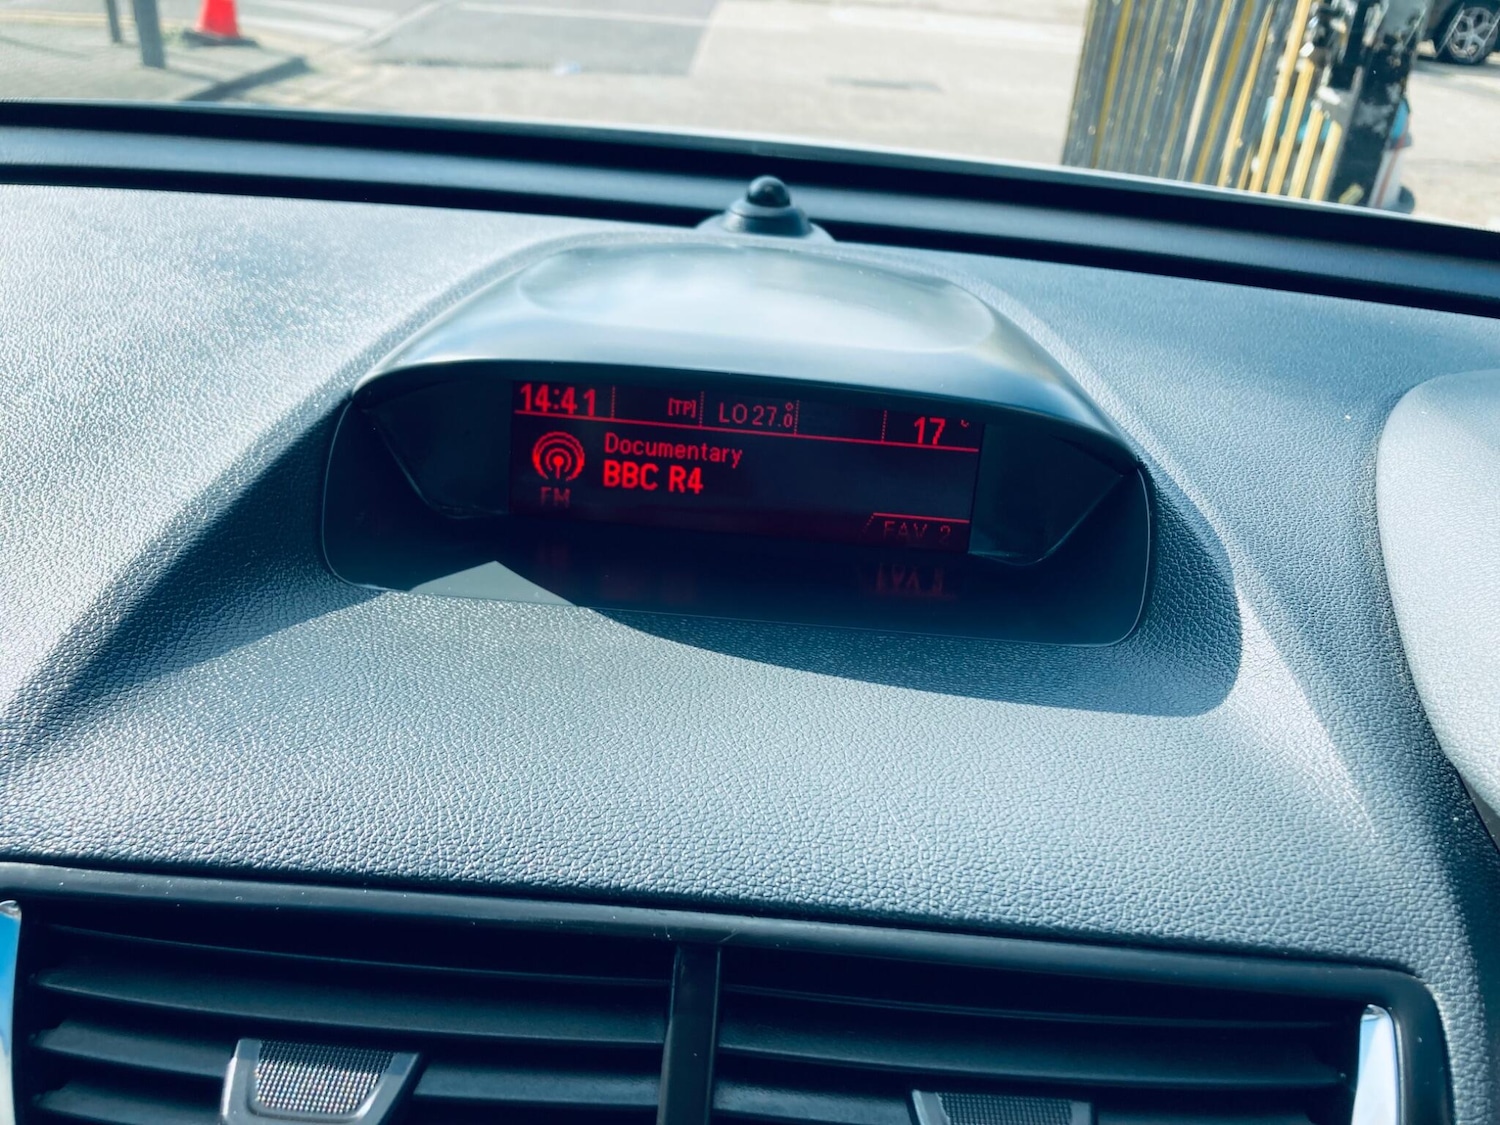 14:41 [TP] LO 27.0° 17 °c
Documentary
BBC R4
FM
FAV 2